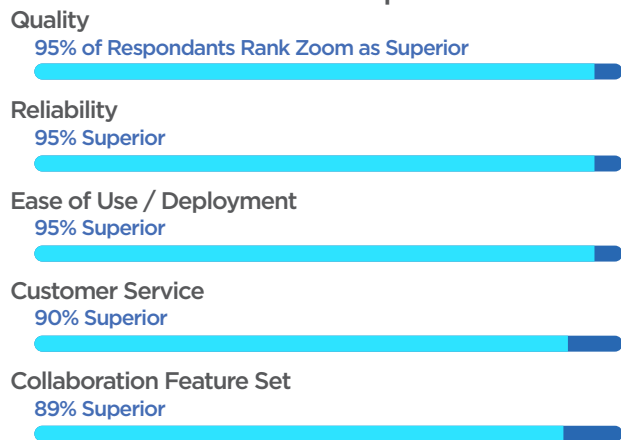 Quality
95% of Respondants Rank Zoom as Superior
Reliability
95% Superior
Ease of Use / Deployment
95% Superior
Customer Service
90% Superior
Collaboration Feature Set
89% Superior